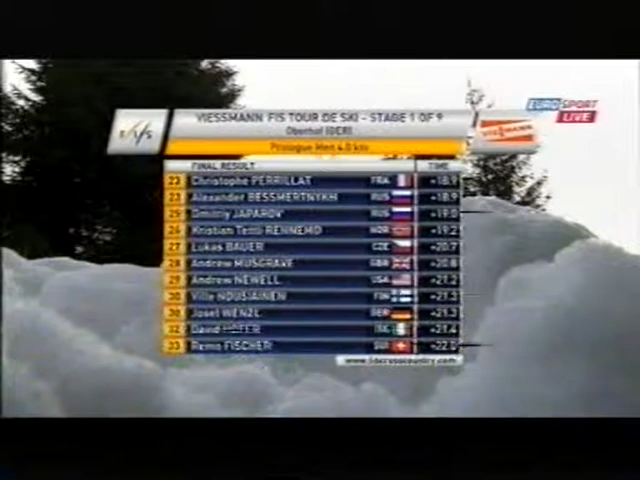 VIESSMANN FIS TOUR DE SKI - STAGE 1 OF 9
EUROSPORT
LIVE
FIS
Oberhof (GER)
VIESMANN
Prologue Men 4.0 km
FINAL RESULT TIME
23 Christophe PERRILLAT FRA +18.9
23 Alexander BESSMERTNYKH RUS +18.9
25 Dmitriy JAPAROV RUS +19.0
26 Kristian Tettli RENNEMO NOR +19.2
27 Lukas BAUER CZE +20.7
28 Andrew MUSGRAVE GBR +20.8
29 Andrew NEWELL USA +21.2
30 Ville NOUSIAINEN FIN +21.3
30 Josef WENZL GER +21.3
32 David HOFER ITA +21.4
33 Remo FISCHER SUI +22.0